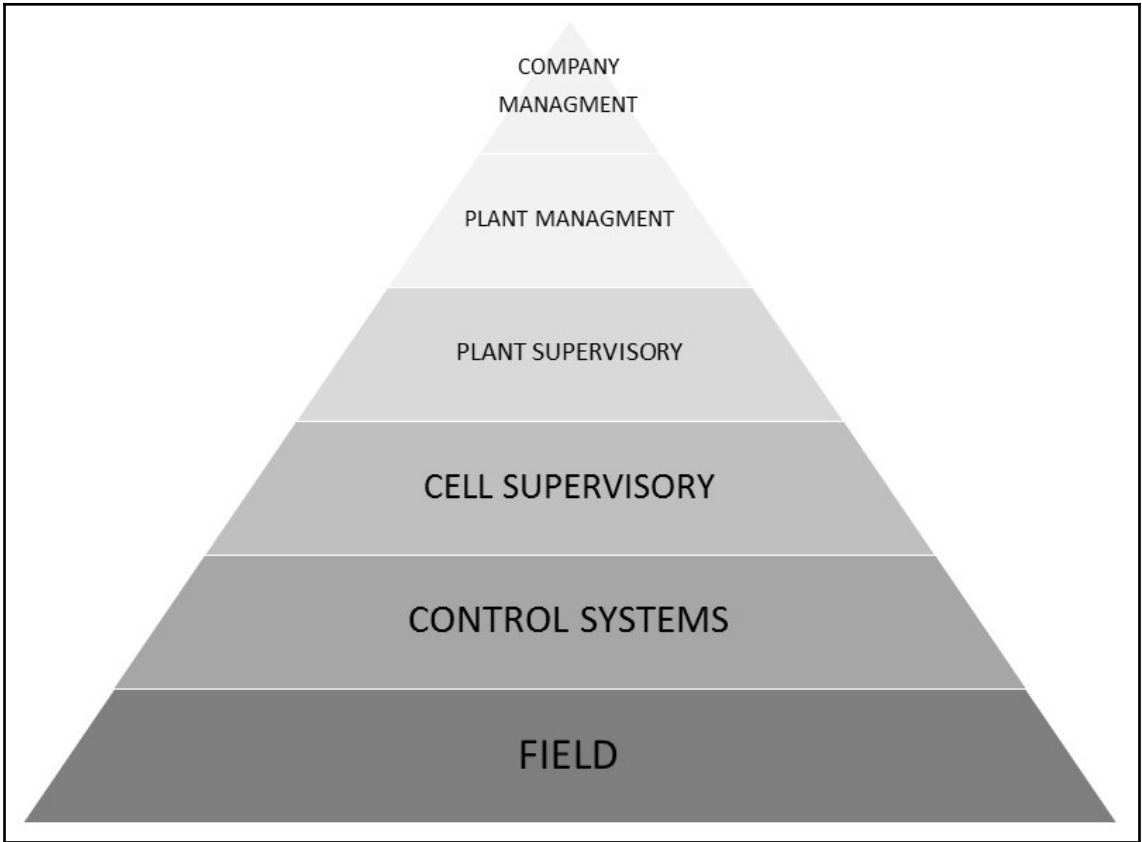 COMPANY
MANAGMENT
PLANT MANAGMENT
PLANT SUPERVISORY
CELL SUPERVISORY
CONTROL SYSTEMS
FIELD